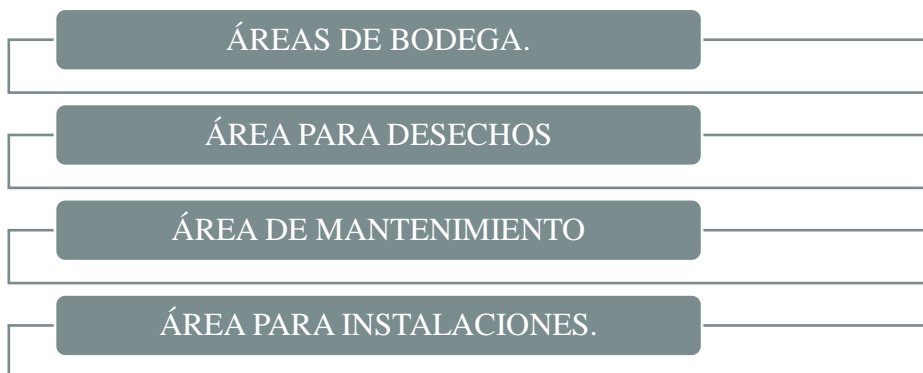 ÁREAS DE BODEGA.
ÁREA PARA DESECHOS
ÁREA DE MANTENIMIENTO
ÁREA PARA INSTALACIONES.